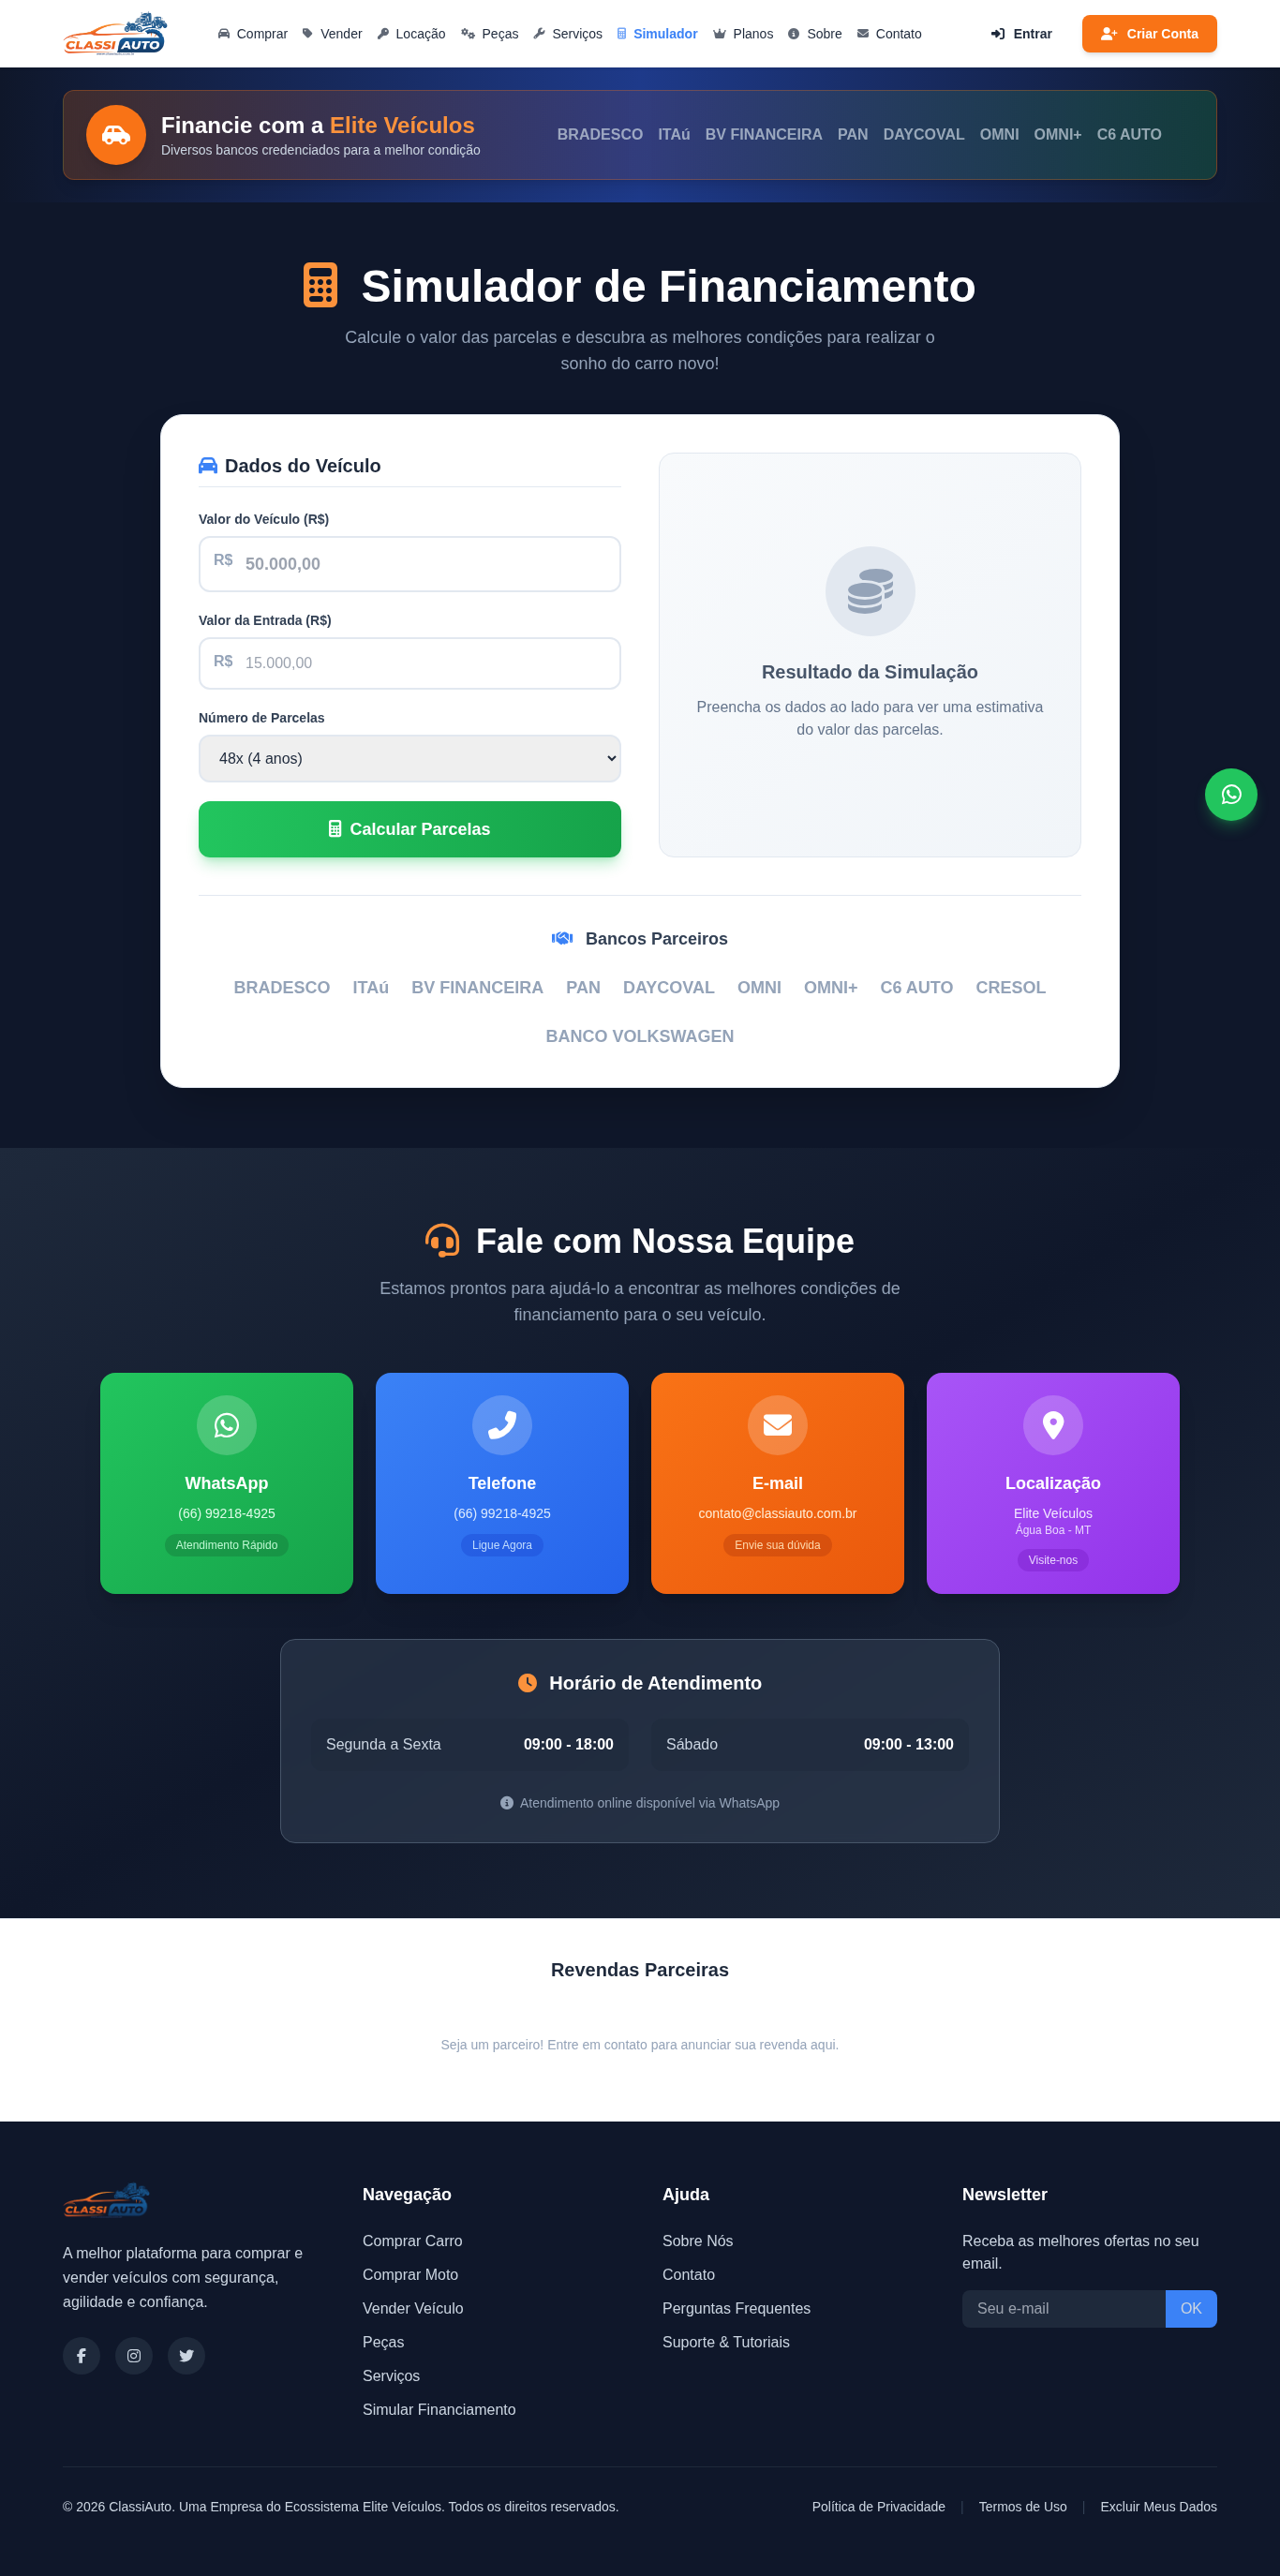 CLASSI AUTO
Comprar
Vender
Locação
Peças
Serviços
Simulador
Planos
Sobre
Contato
Entrar
Criar Conta
Financie com a Elite Veículos
Diversos bancos credenciados para a melhor condição
BRADESCO ITAú BV FINANCEIRA PAN DAYCOVAL OMNI OMNI+ C6 AUTO
Simulador de Financiamento
Calcule o valor das parcelas e descubra as melhores condições para realizar o
sonho do carro novo!
Dados do Veículo
Valor do Veículo (R$)
R$ 50.000,00
Valor da Entrada (R$)
R$ 15.000,00
Número de Parcelas
48x (4 anos)
Calcular Parcelas
Resultado da Simulação
Preencha os dados ao lado para ver uma estimativa
do valor das parcelas.
Bancos Parceiros
BRADESCO ITAú BV FINANCEIRA PAN DAYCOVAL OMNI OMNI+ C6 AUTO CRESOL
BANCO VOLKSWAGEN
Fale com Nossa Equipe
Estamos prontos para ajudá-lo a encontrar as melhores condições de
financiamento para o seu veículo.
WhatsApp
(66) 99218-4925
Atendimento Rápido
Telefone
(66) 99218-4925
Ligue Agora
E-mail
contato@classiauto.com.br
Envie sua dúvida
Localização
Elite Veículos
Água Boa - MT
Visite-nos
Horário de Atendimento
Segunda a Sexta 09:00 - 18:00
Sábado 09:00 - 13:00
Atendimento online disponível via WhatsApp
Revendas Parceiras
Seja um parceiro! Entre em contato para anunciar sua revenda aqui.
CLASSI AUTO
A melhor plataforma para comprar e
vender veículos com segurança,
agilidade e confiança.
Navegação
Comprar Carro
Comprar Moto
Vender Veículo
Peças
Serviços
Simular Financiamento
Ajuda
Sobre Nós
Contato
Perguntas Frequentes
Suporte & Tutoriais
Newsletter
Receba as melhores ofertas no seu
email.
Seu e-mail
OK
© 2026 ClassiAuto. Uma Empresa do Ecossistema Elite Veículos. Todos os direitos reservados.
Política de Privacidade | Termos de Uso | Excluir Meus Dados